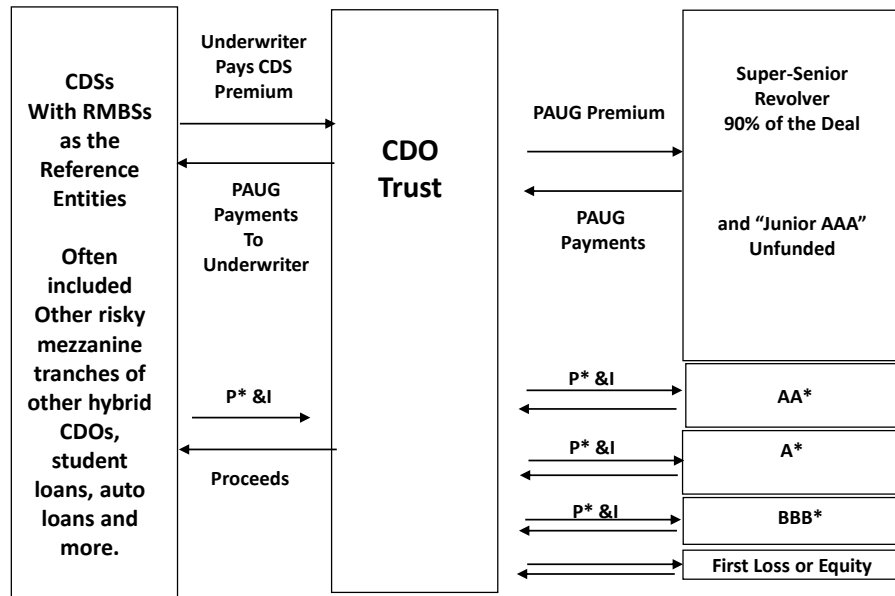 CDSs
With RMBSs
as the
Reference
Entities
Often
included
Other risky
mezzanine
tranches of
other hybrid
CDOs,
student
loans, auto
loans and
more.
Underwriter
Pays CDS
Premium
PAUG
Payments
To
Underwriter
P* &I
Proceeds
CDO
Trust
PAUG Premium
PAUG
Payments
P* &I
P* &I
P* &I
Super-Senior
Revolver
90% of the Deal
and “Junior AAA”
Unfunded
AA*
A*
BBB*
First Loss or Equity